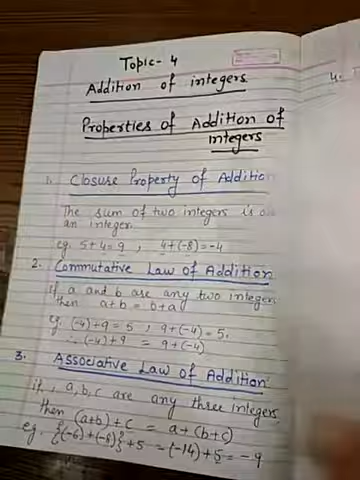 Topic- 4
Addition of integers
Properties of Addition of
Integers
1. Closure Property of Addition
The sum of two integers is
an integer
eg. 5+4=9 , 4+(-8)=-4
2. Commutative Law of Addition
If a and b are any two integers
then a+b = b+a
eg. (-4)+9 = 5 , 9+(-4)=5.
∴ (-4)+9 = 9+(-4)
3. Associative Law of Addition
if, a,b,c are any three integers
then (a+b)+c = a+(b+c)
eg. {(-6)+(-8)}+5 = (-14)+5 = -9
4.